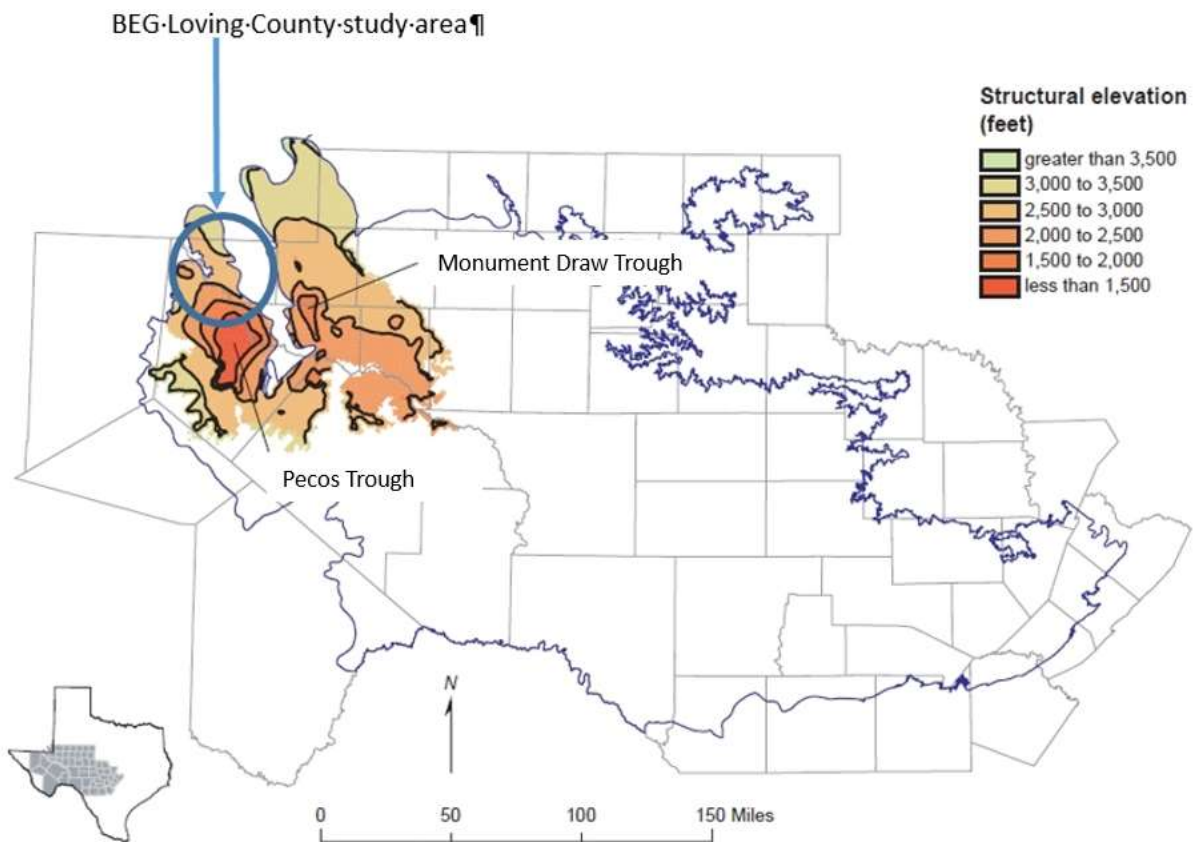 BEG·Loving·County·study·area¶
Structural elevation
(feet)
greater than 3,500
3,000 to 3,500
2,500 to 3,000
2,000 to 2,500
1,500 to 2,000
less than 1,500
Monument Draw Trough
Pecos Trough
N
0 50 100 150 Miles